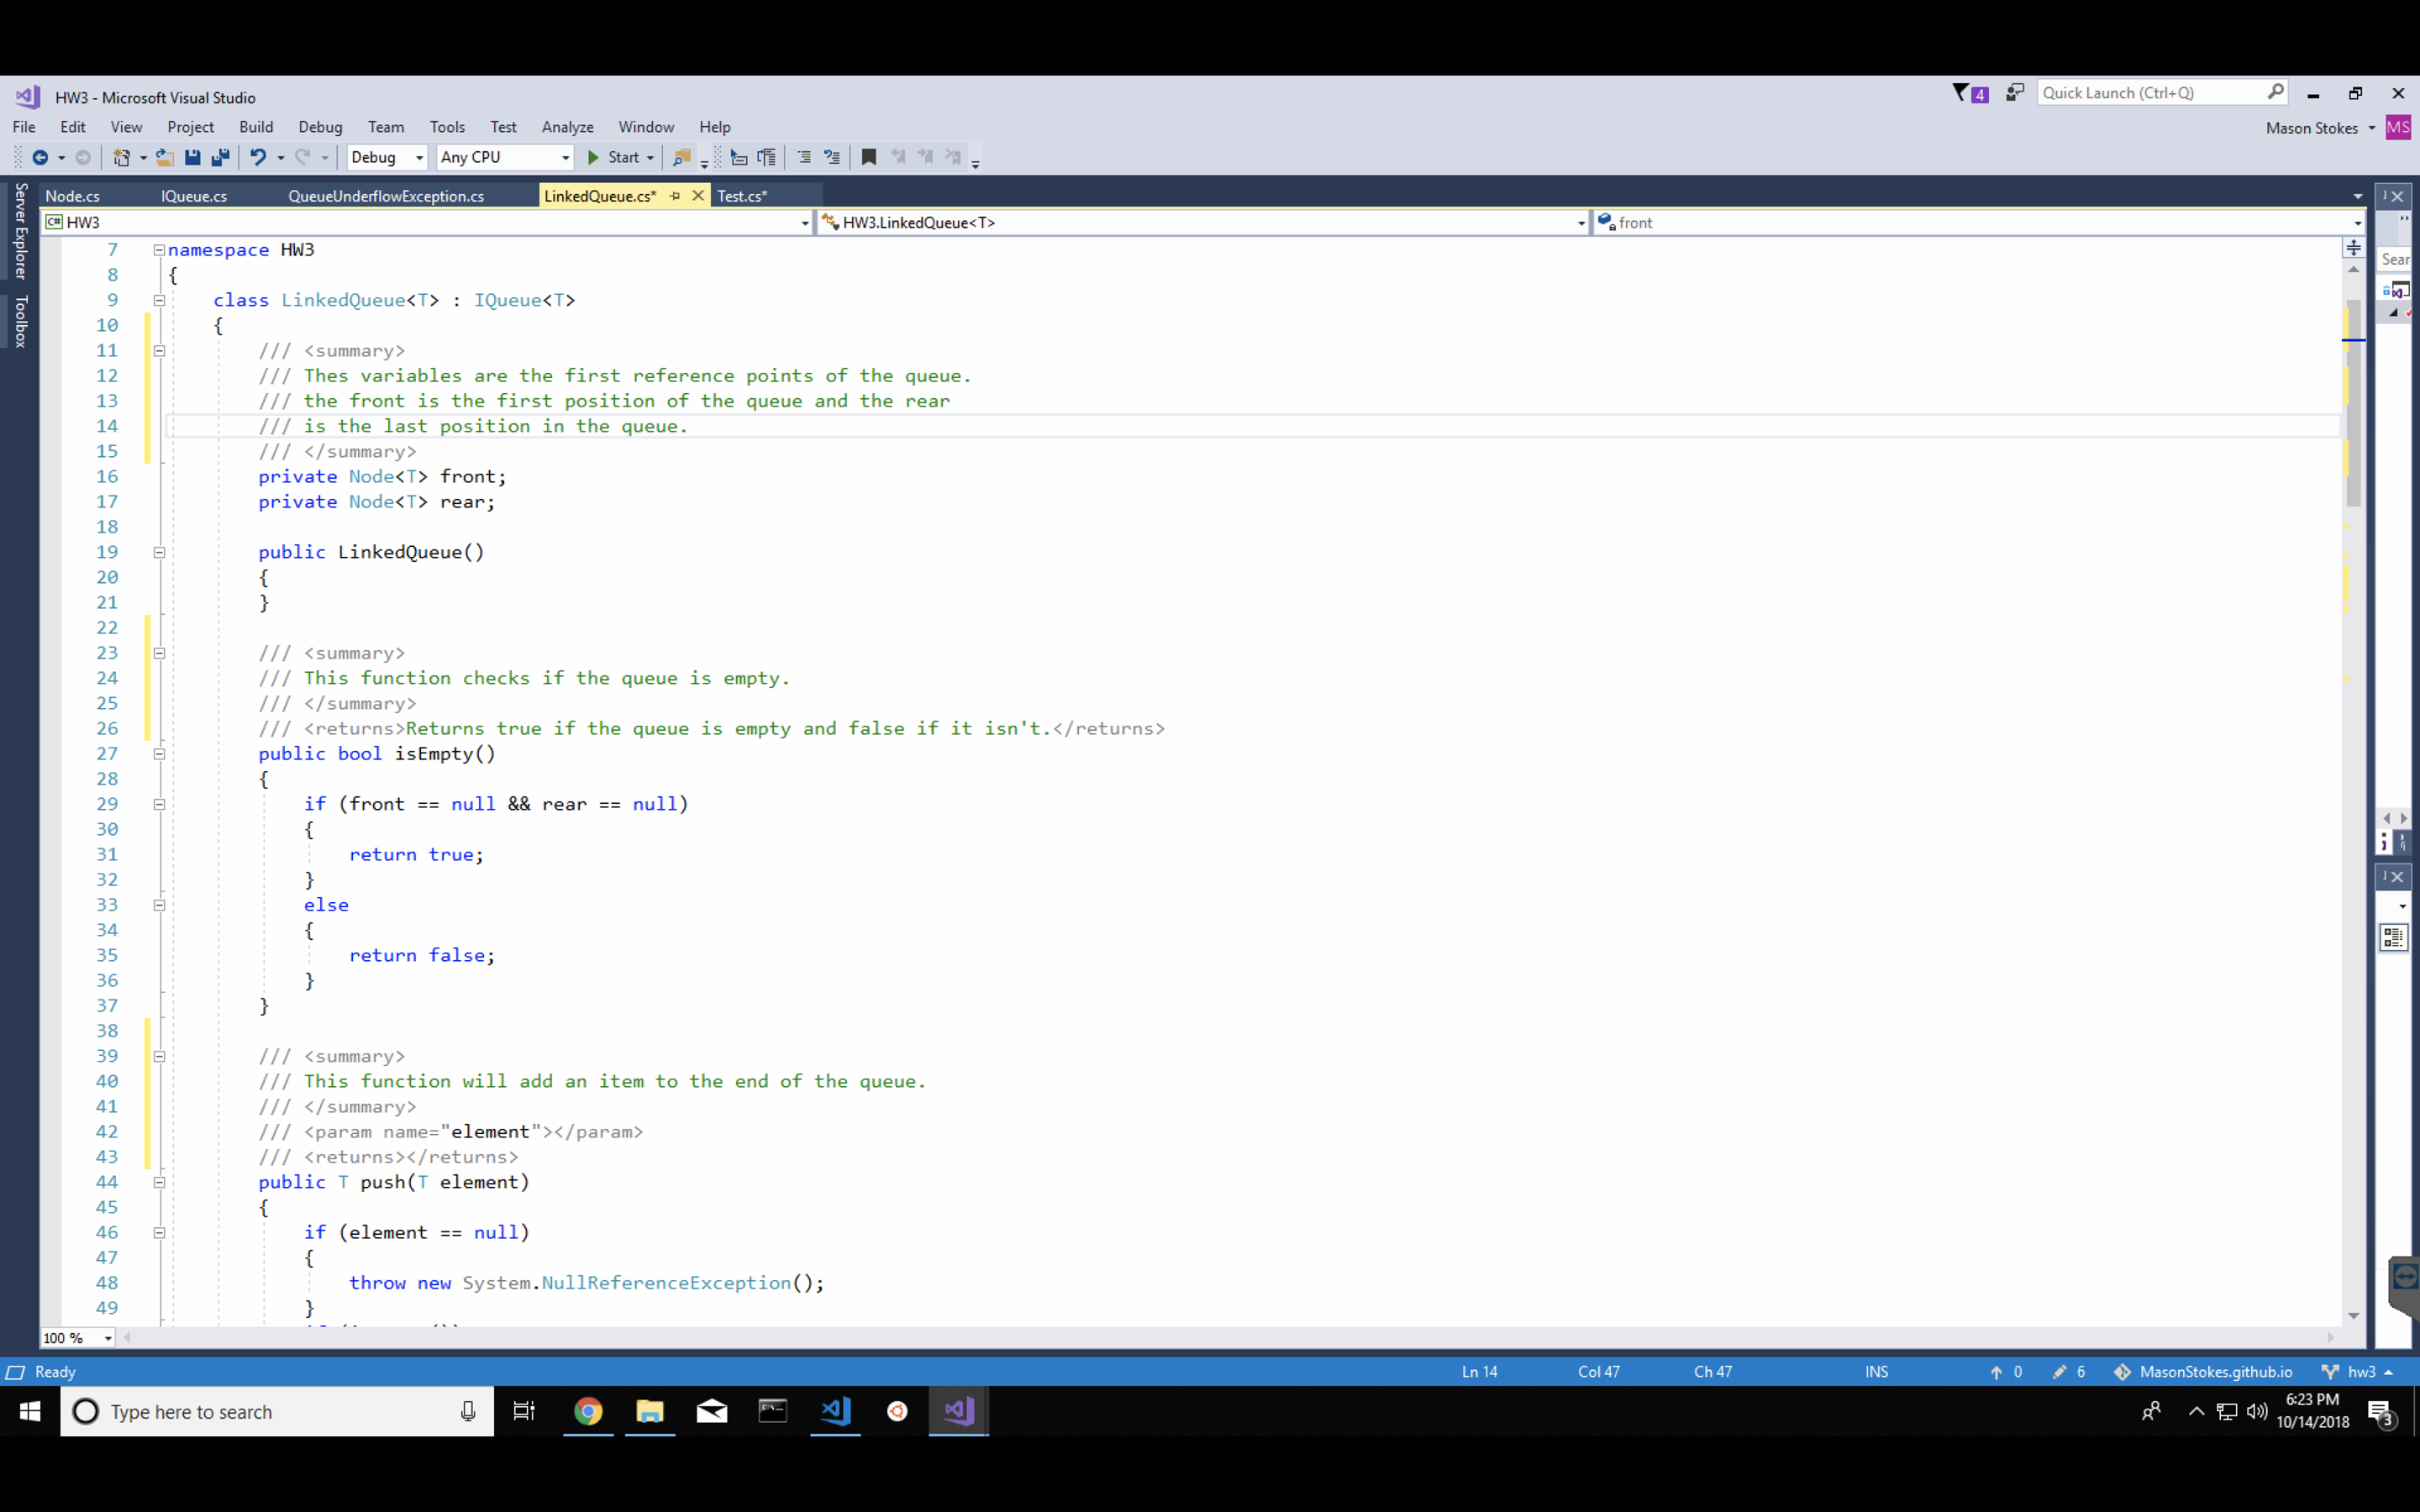 HW3 - Microsoft Visual Studio
4
Quick Launch (Ctrl+Q)
File Edit View Project Build Debug Team Tools Test Analyze Window Help
Mason Stokes MS
Debug Any CPU Start
Server Explorer
Toolbox
Node.cs IQueue.cs QueueUnderflowException.cs LinkedQueue.cs* Test.cs*
C# HW3 HW3.LinkedQueue<T> front
Sear
7 namespace HW3
8 {
9 class LinkedQueue<T> : IQueue<T>
10 {
11 /// <summary>
12 /// Thes variables are the first reference points of the queue.
13 /// the front is the first position of the queue and the rear
14 /// is the last position in the queue.
15 /// </summary>
16 private Node<T> front;
17 private Node<T> rear;
18
19 public LinkedQueue()
20 {
21 }
22
23 /// <summary>
24 /// This function checks if the queue is empty.
25 /// </summary>
26 /// <returns>Returns true if the queue is empty and false if it isn't.</returns>
27 public bool isEmpty()
28 {
29 if (front == null && rear == null)
30 {
31 return true;
32 }
33 else
34 {
35 return false;
36 }
37 }
38
39 /// <summary>
40 /// This function will add an item to the end of the queue.
41 /// </summary>
42 /// <param name="element"></param>
43 /// <returns></returns>
44 public T push(T element)
45 {
46 if (element == null)
47 {
48 throw new System.NullReferenceException();
49 }
100 %
Ready Ln 14 Col 47 Ch 47 INS 0 6 MasonStokes.github.io hw3
Type here to search
6:23 PM
10/14/2018
3